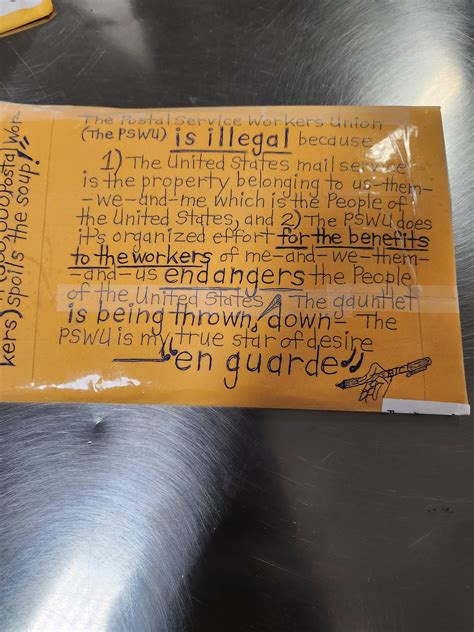 The Postal Service Workers Union
(The PSWU) is illegal because
1) The United States mail service
is the property belonging to us-them-
-we-and-me which is the People of
the United States, and 2) The PSWU does
it's organized effort for the benefits
to the workers of me-and-we-them-
-and-us endangers the People
of the United States. The gauntlet
is being thrown down- The
PSWU is my true star of desire
"en guarde"
Postal Wor-
kers) spoils the soup!